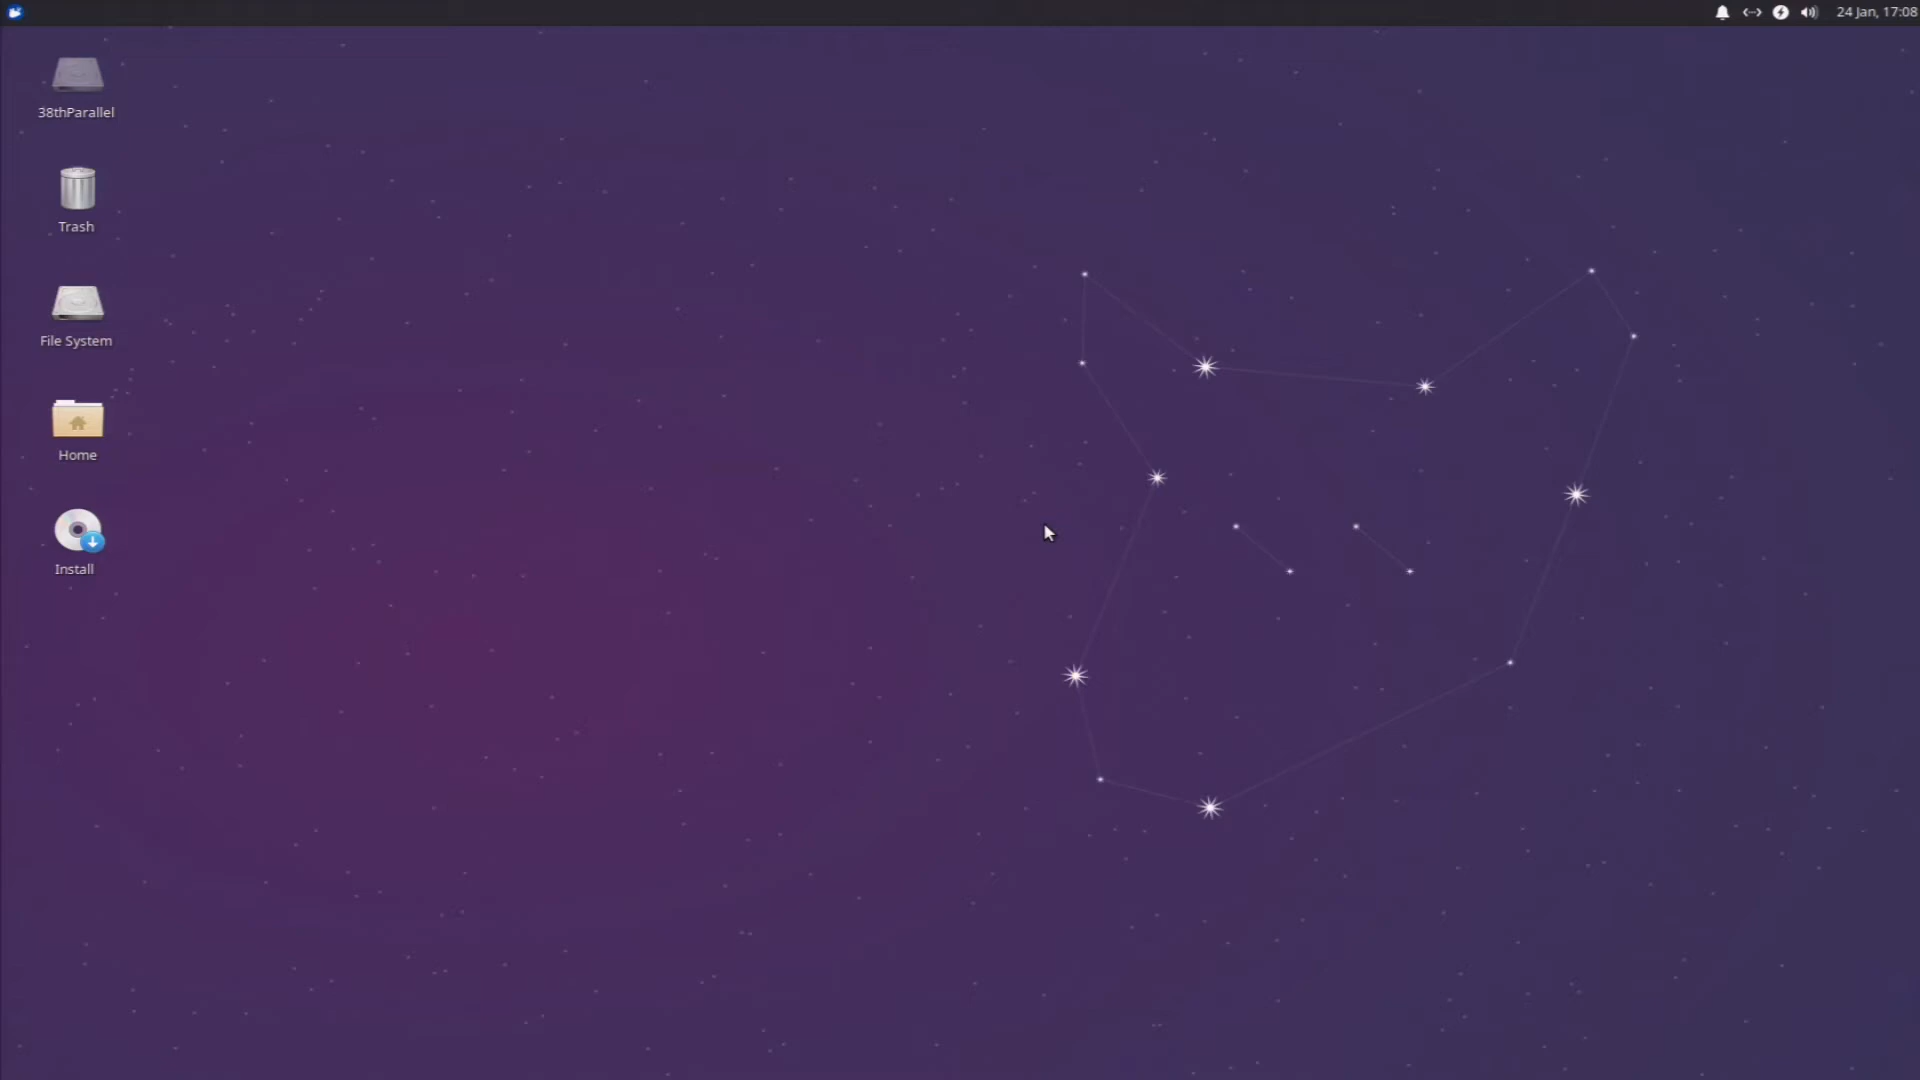 24 Jan, 17:08
38thParallel
Trash
File System
Home
Install